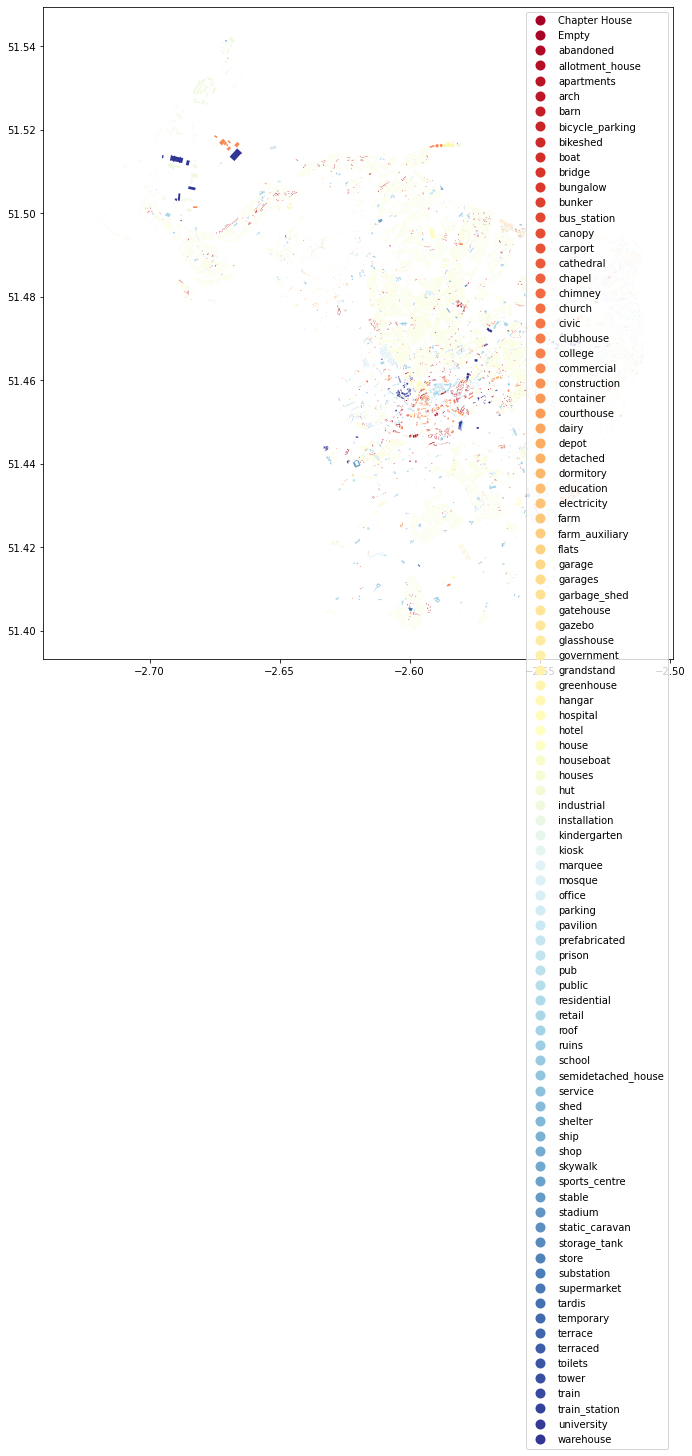 51.54
51.52
51.50
51.48
51.46
51.44
51.42
51.40
−2.70
−2.65
−2.60
−2.55
−2.50
Chapter House
Empty
abandoned
allotment_house
apartments
arch
barn
bicycle_parking
bikeshed
boat
bridge
bungalow
bunker
bus_station
canopy
carport
cathedral
chapel
chimney
church
civic
clubhouse
college
commercial
construction
container
courthouse
dairy
depot
detached
dormitory
education
electricity
farm
farm_auxiliary
flats
garage
garages
garbage_shed
gatehouse
gazebo
glasshouse
government
grandstand
greenhouse
hangar
hospital
hotel
house
houseboat
houses
hut
industrial
installation
kindergarten
kiosk
marquee
mosque
office
parking
pavilion
prefabricated
prison
pub
public
residential
retail
roof
ruins
school
semidetached_house
service
shed
shelter
ship
shop
skywalk
sports_centre
stable
stadium
static_caravan
storage_tank
store
substation
supermarket
tardis
temporary
terrace
terraced
toilets
tower
train
train_station
university
warehouse